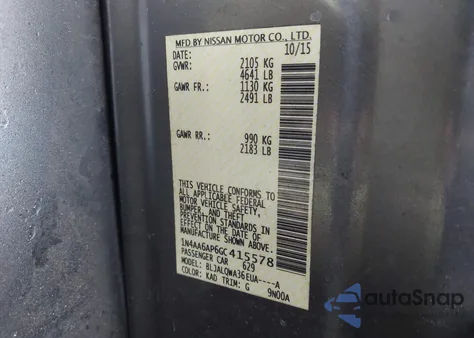 MFD BY NISSAN MOTOR CO., LTD.
DATE: 10/15
GVWR: 2105 KG
4641 LB
GAWR FR.: 1130 KG
2491 LB
GAWR RR.: 990 KG
2183 LB
THIS VEHICLE CONFORMS TO
ALL APPLICABLE FEDERAL
MOTOR VEHICLE SAFETY,
BUMPER, AND THEFT
PREVENTION STANDARDS
IN EFFECT ON THE DATE OF
MANUFACTURE SHOWN ABOVE.
1N4AA6AP6GC415578
PASSENGER CAR 629
MODEL: BLJALQWA36EUA----A
COLOR: KAD TRIM: G 9N00A
AutoSnap